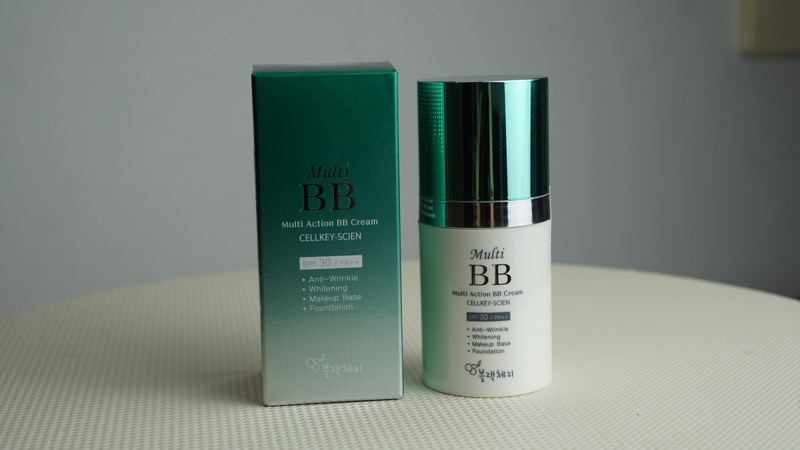 Multi
BB
Multi Action BB Cream
CELLKEY-SCIEN
SPF 30 / PA++
• Anti-Wrinkle
• Whitening
• Makeup Base
• Foundation
블랙체리
Multi
BB
Multi Action BB Cream
CELLKEY-SCIEN
SPF 30 / PA++
• Anti-Wrinkle
• Whitening
• Makeup Base
• Foundation
블랙체리